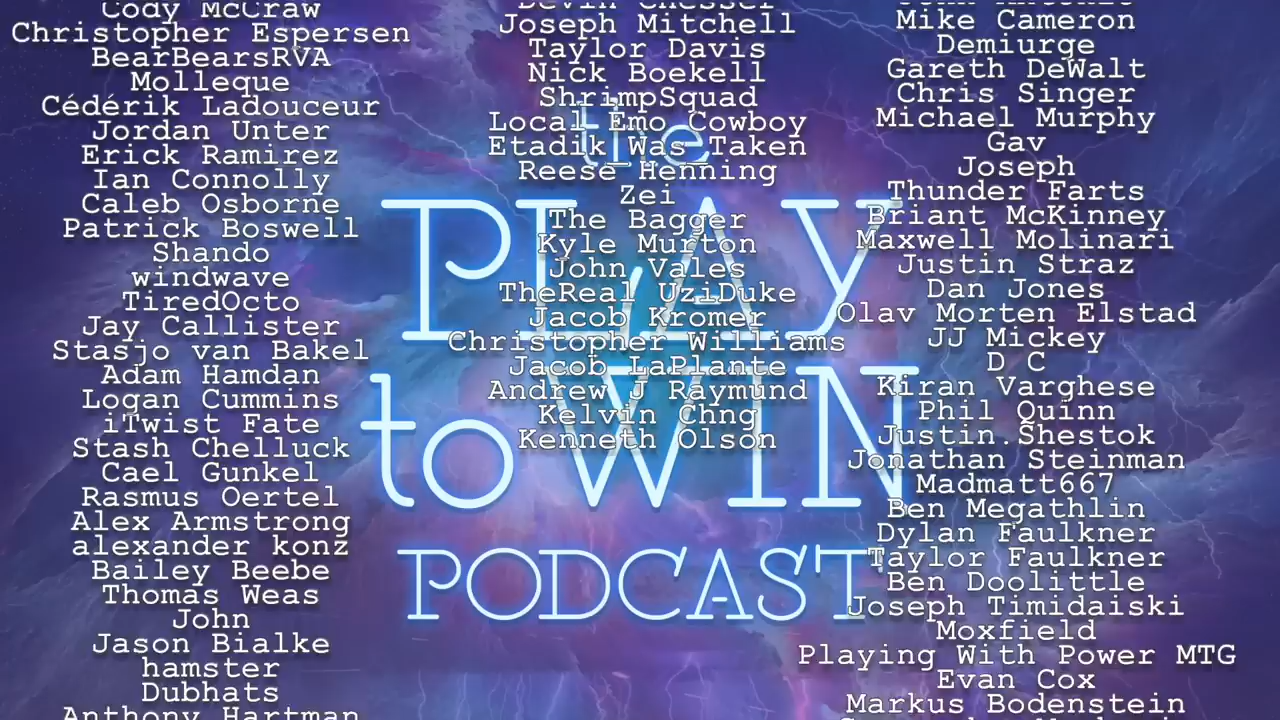 Cody McCraw
Christopher Espersen
BearBearsRVA
Molleque
Cédérik Ladouceur
Jordan Unter
Erick Ramirez
Ian Connolly
Caleb Osborne
Patrick Boswell
Shando
windwave
TiredOcto
Jay Callister
Stasjo van Bakel
Adam Hamdan
Logan Cummins
iTwist Fate
Stash Chelluck
Cael Gunkel
Rasmus Oertel
Alex Armstrong
alexander konz
Bailey Beebe
Thomas Weas
John
Jason Bialke
hamster
Dubhats
Anthony Hartman
Devin Chesser
Joseph Mitchell
Taylor Davis
Nick Boekell
ShrimpSquad
Local Emo Cowboy
Etadik_Was_Taken
Reese Henning
Zei
The Bagger
Kyle Murton
John Vales
TheReal UziDuke
Jacob Kromer
Christopher Williams
Jacob LaPlante
Andrew J Raymund
Kelvin Chng
Kenneth Olson
Mike Cameron
Demiurge
Gareth DeWalt
Chris Singer
Michael Murphy
Gav
Joseph
Thunder Farts
Briant McKinney
Maxwell Molinari
Justin Straz
Dan Jones
Olav Morten Elstad
JJ Mickey
D C
Kiran Varghese
Phil Quinn
Justin.Shestok
Jonathan Steinman
Madmatt667
Ben Megathlin
Dylan Faulkner
Taylor Faulkner
Ben Doolittle
Joseph Timidaiski
Moxfield
Playing With Power MTG
Evan Cox
Markus Bodenstein
the
PLAY
to WIN
PODCAST